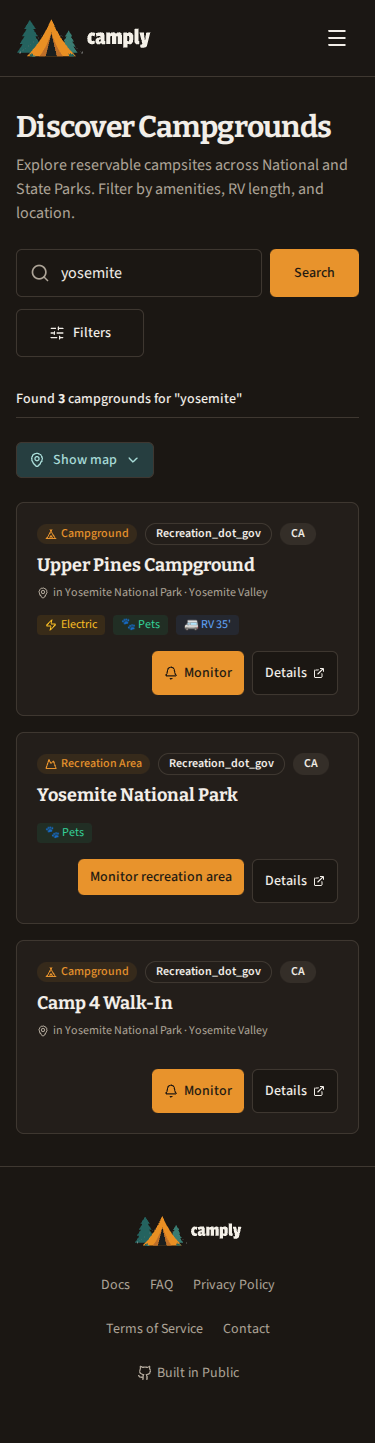 camply
Discover Campgrounds
Explore reservable campsites across National and
State Parks. Filter by amenities, RV length, and
location.
yosemite
Search
Filters
Found 3 campgrounds for "yosemite"
Show map
Campground Recreation_dot_gov CA
Upper Pines Campground
in Yosemite National Park · Yosemite Valley
Electric Pets RV 35'
Monitor Details
Recreation Area Recreation_dot_gov CA
Yosemite National Park
Pets
Monitor recreation area Details
Campground Recreation_dot_gov CA
Camp 4 Walk-In
in Yosemite National Park · Yosemite Valley
Monitor Details
camply
Docs FAQ Privacy Policy
Terms of Service Contact
Built in Public